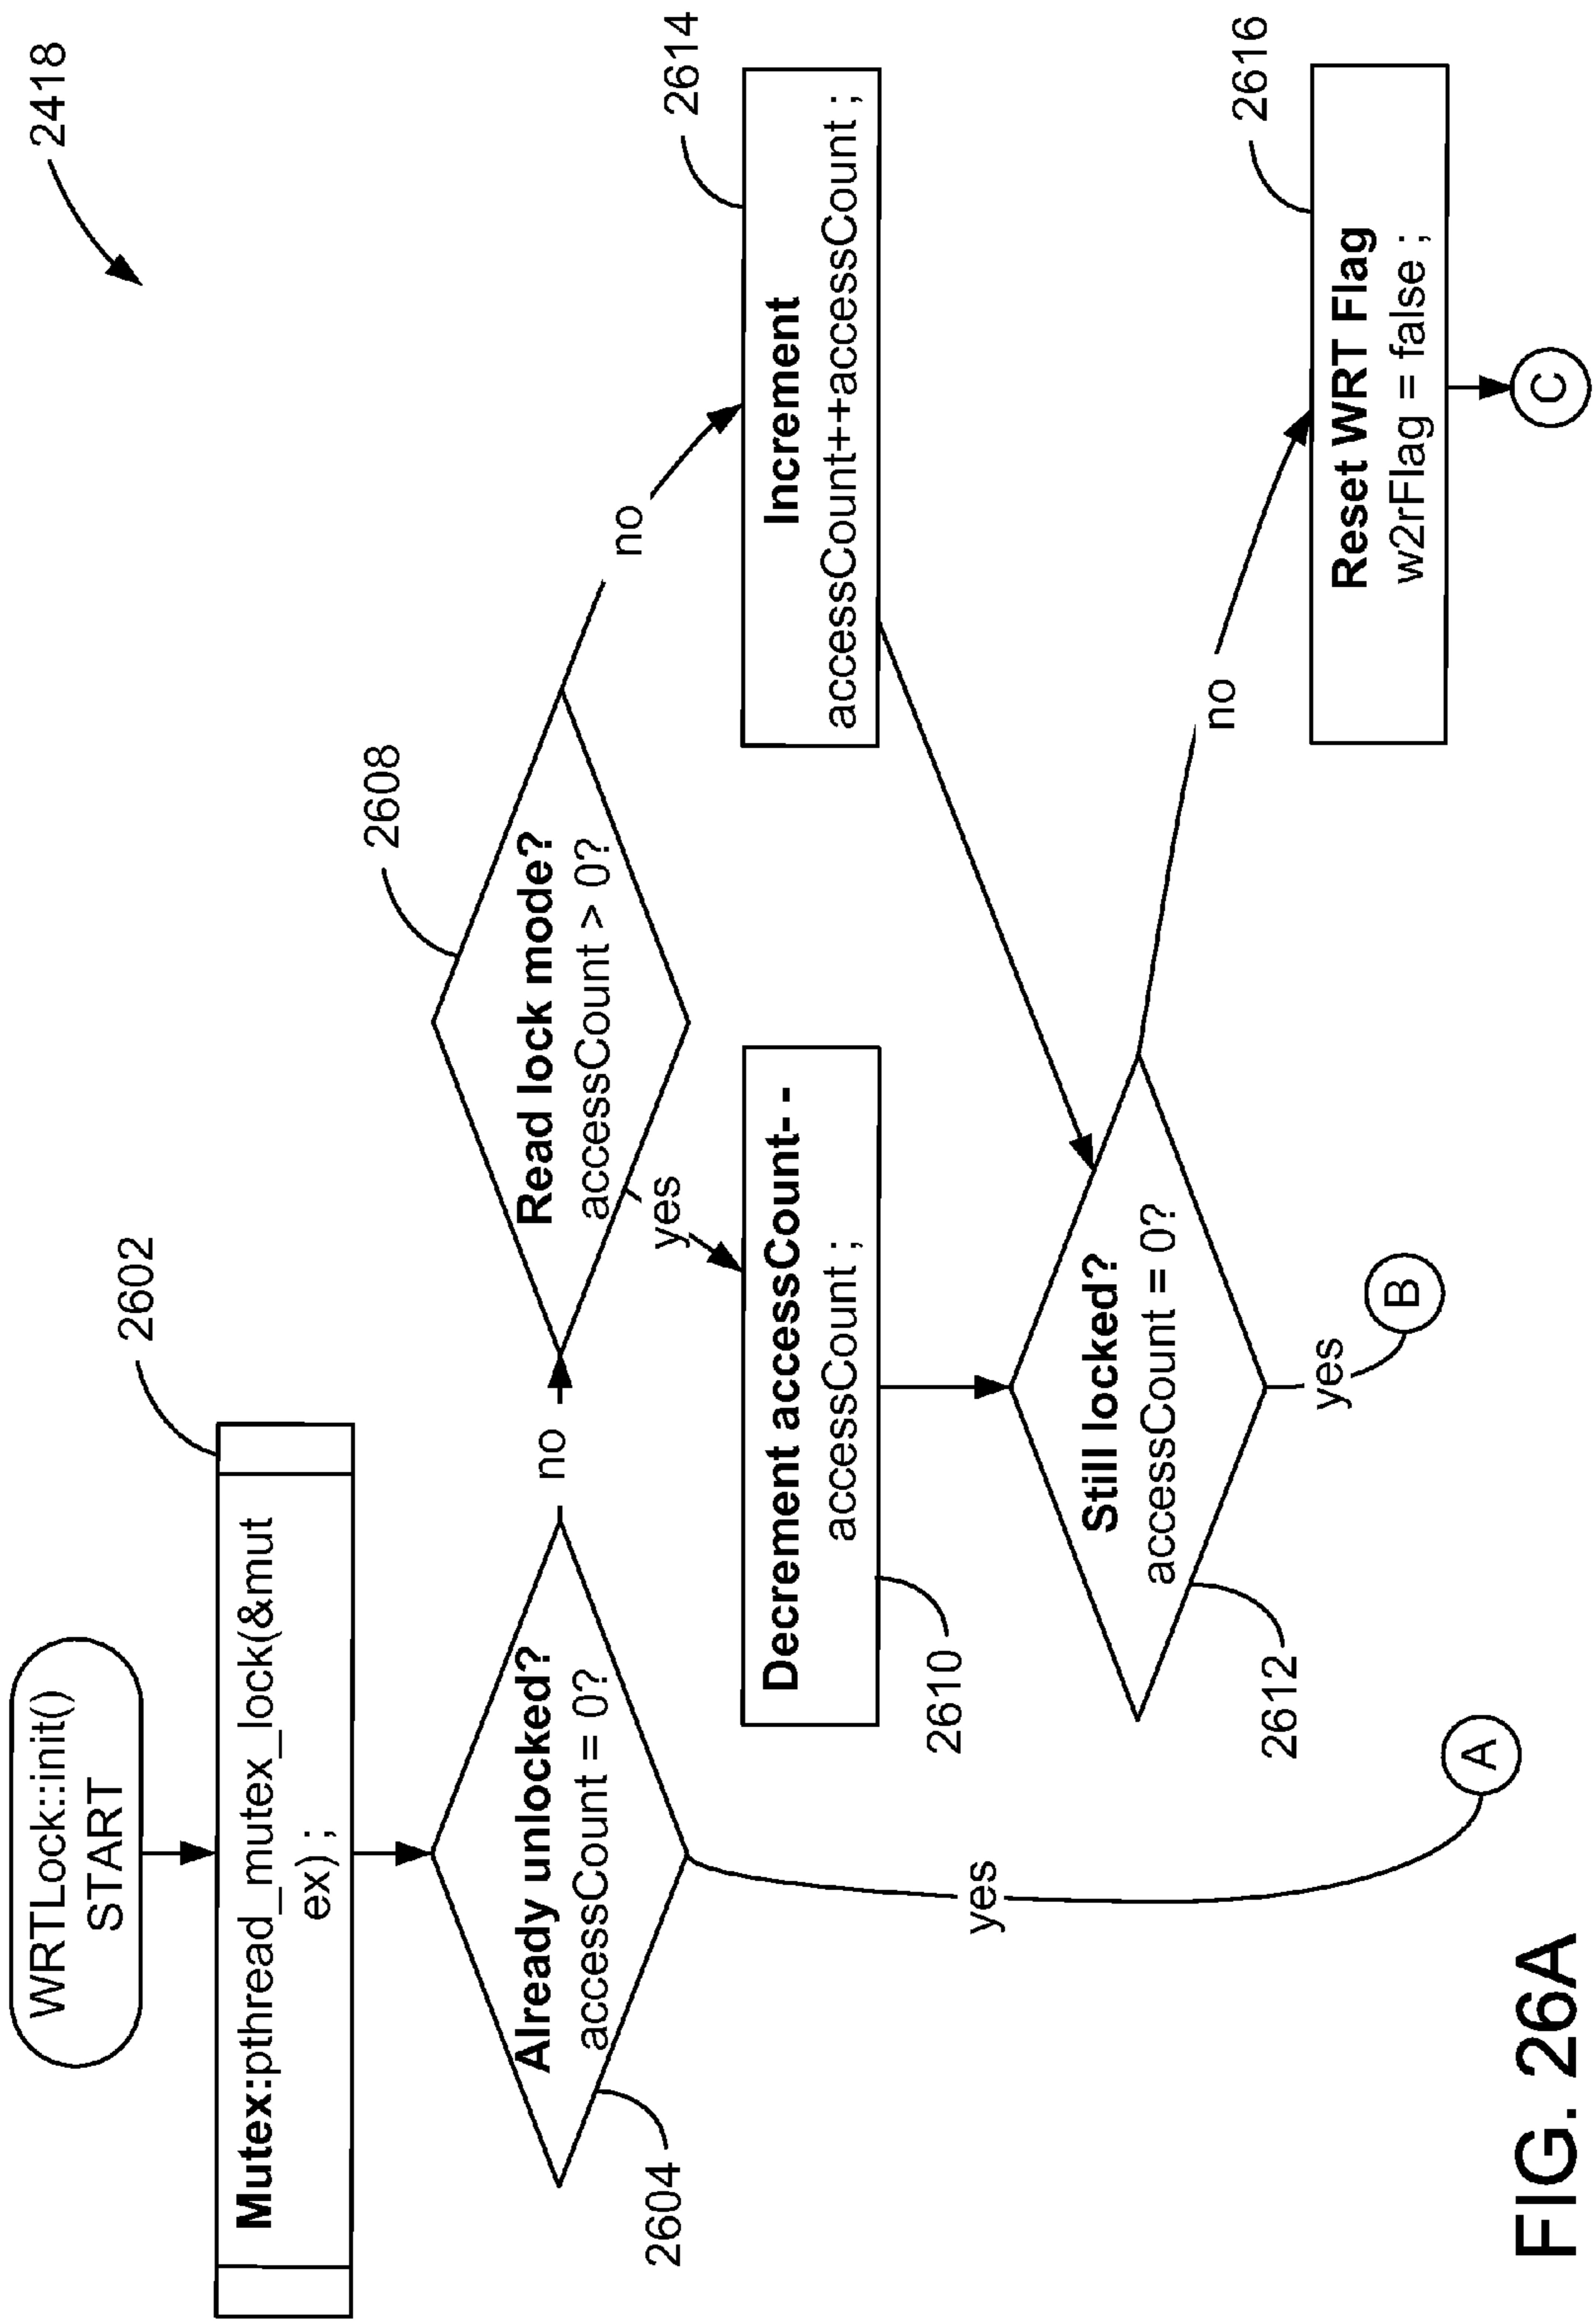 2418
WRTLock::init()
START
2602
Mutex:pthread_mutex_lock(&mut
ex) ;
Already unlocked?
accessCount = 0?
2604
no
yes
A
Read lock mode?
accessCount > 0?
2608
no
yes
Increment
accessCount++accessCount ;
2614
Decrement accessCount- -
accessCount ;
2610
Still locked?
accessCount = 0?
2612
no
yes
B
Reset WRT Flag
w2rFlag = false ;
2616
C
FIG. 26A